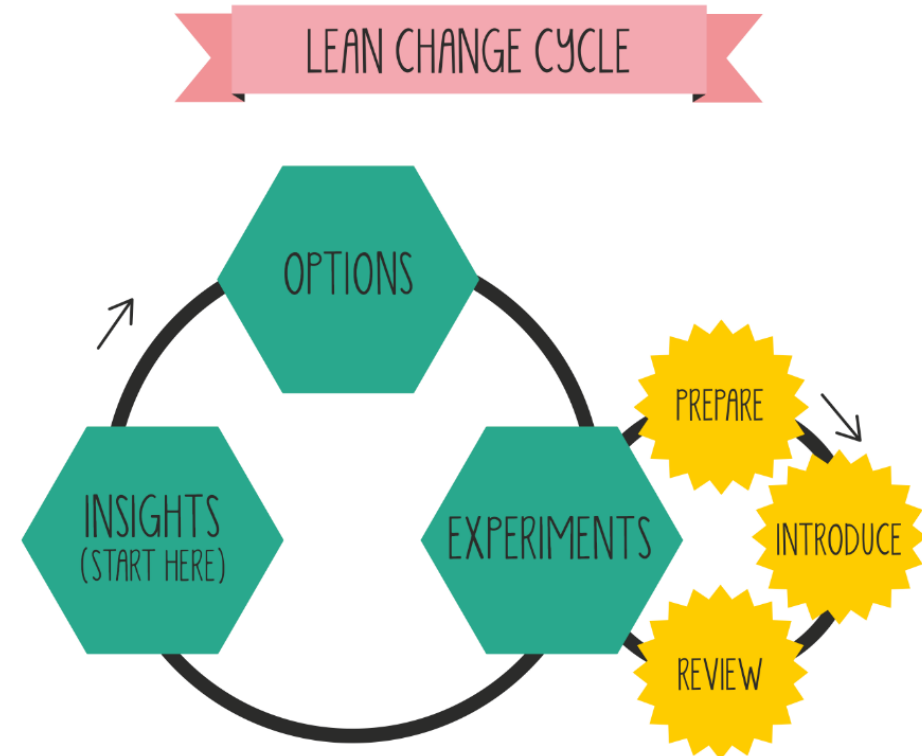 LEAN CHANGE CYCLE
OPTIONS
PREPARE
INSIGHTS
(START HERE)
EXPERIMENTS
INTRODUCE
REVIEW